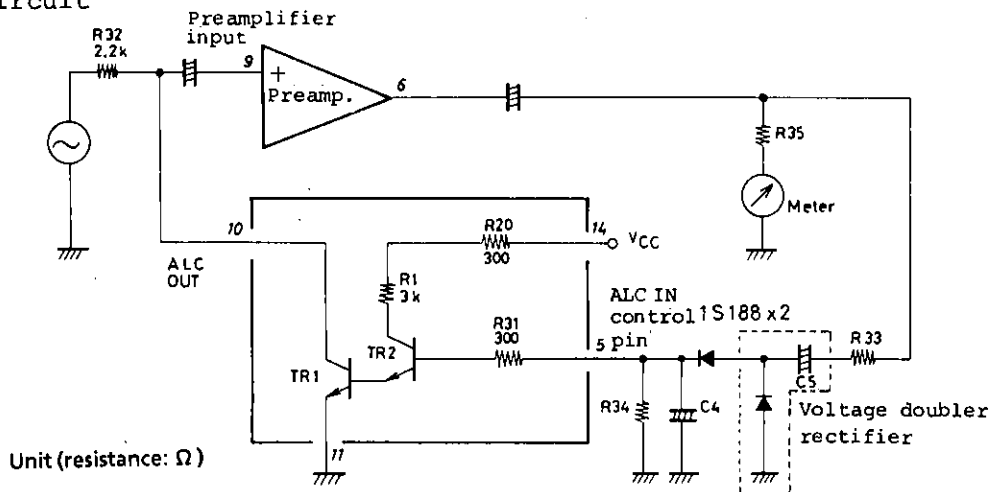 ircuit
Preamplifier
input
R32
2.2k
9
+
Preamp.
6
R35
Meter
10
ALC
OUT
R20
300
14
VCC
R1
3k
ALC IN
control 1S188 x2
pin
R31
300
5
R33
TR2
TR1
R34
C4
C5
Voltage doubler
rectifier
11
Unit (resistance: Ω)